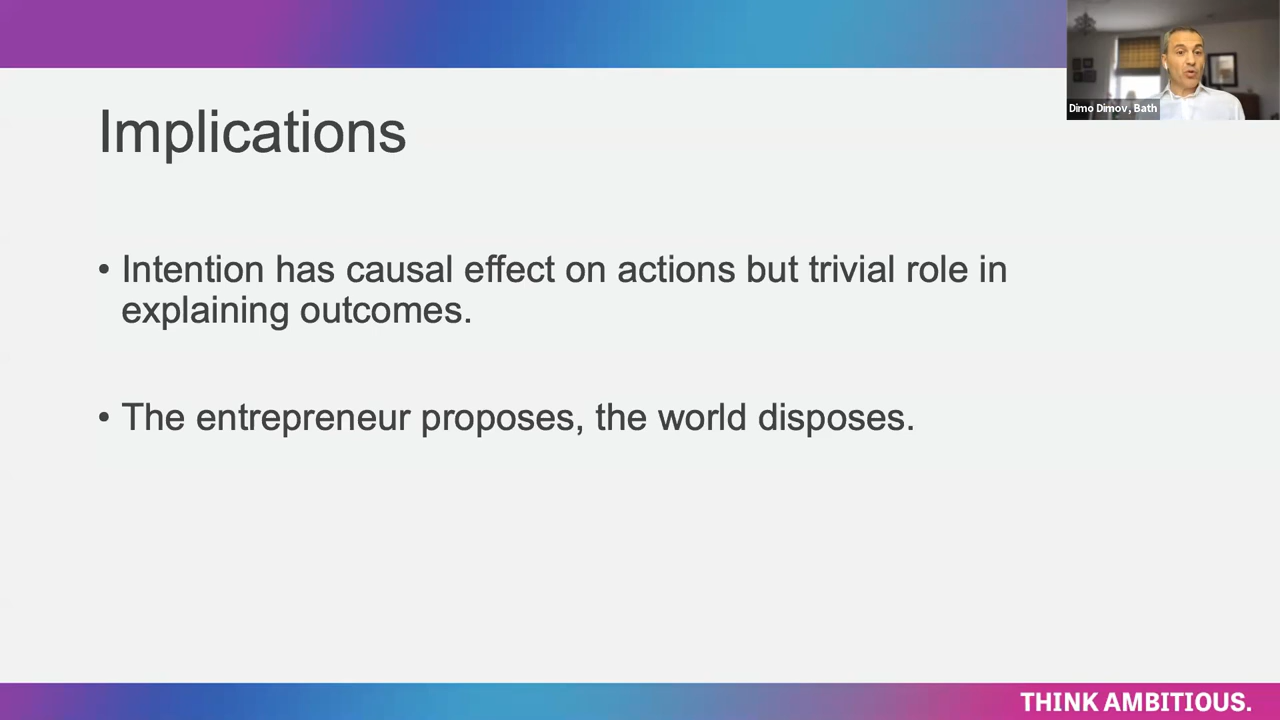 Dimo Dimov, Bath
Implications
• Intention has causal effect on actions but trivial role in
explaining outcomes.
• The entrepreneur proposes, the world disposes.
THINK AMBITIOUS.